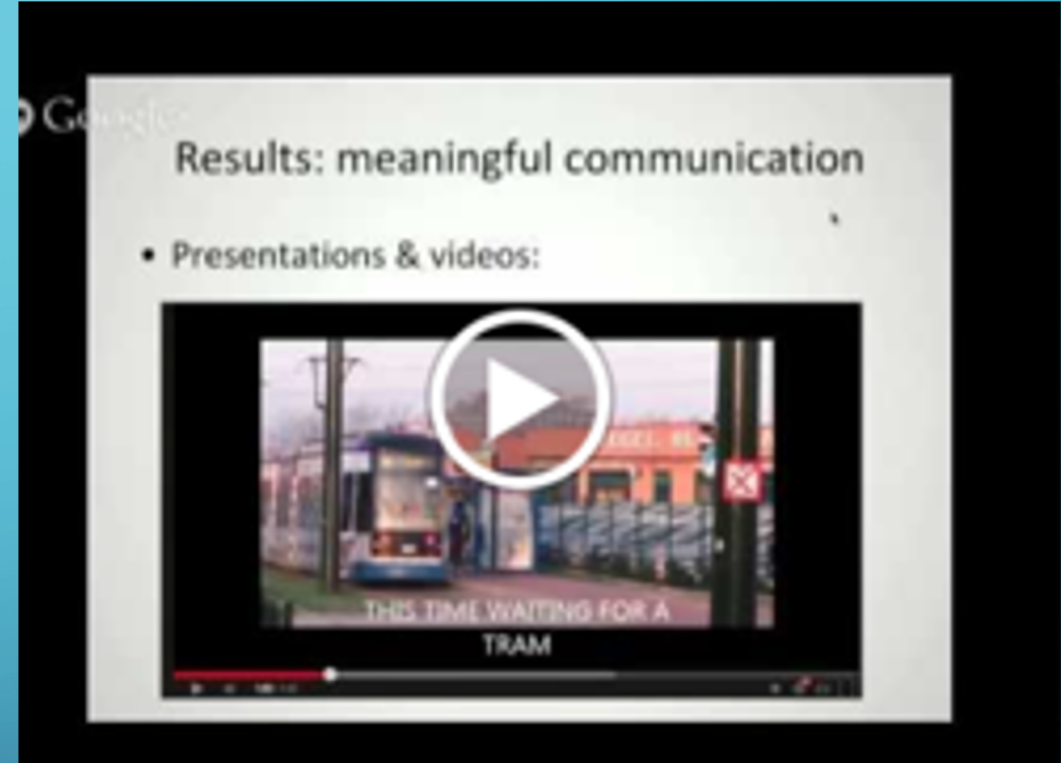 Google
Results: meaningful communication
• Presentations & videos:
THIS TIME WAITING FOR A
TRAM